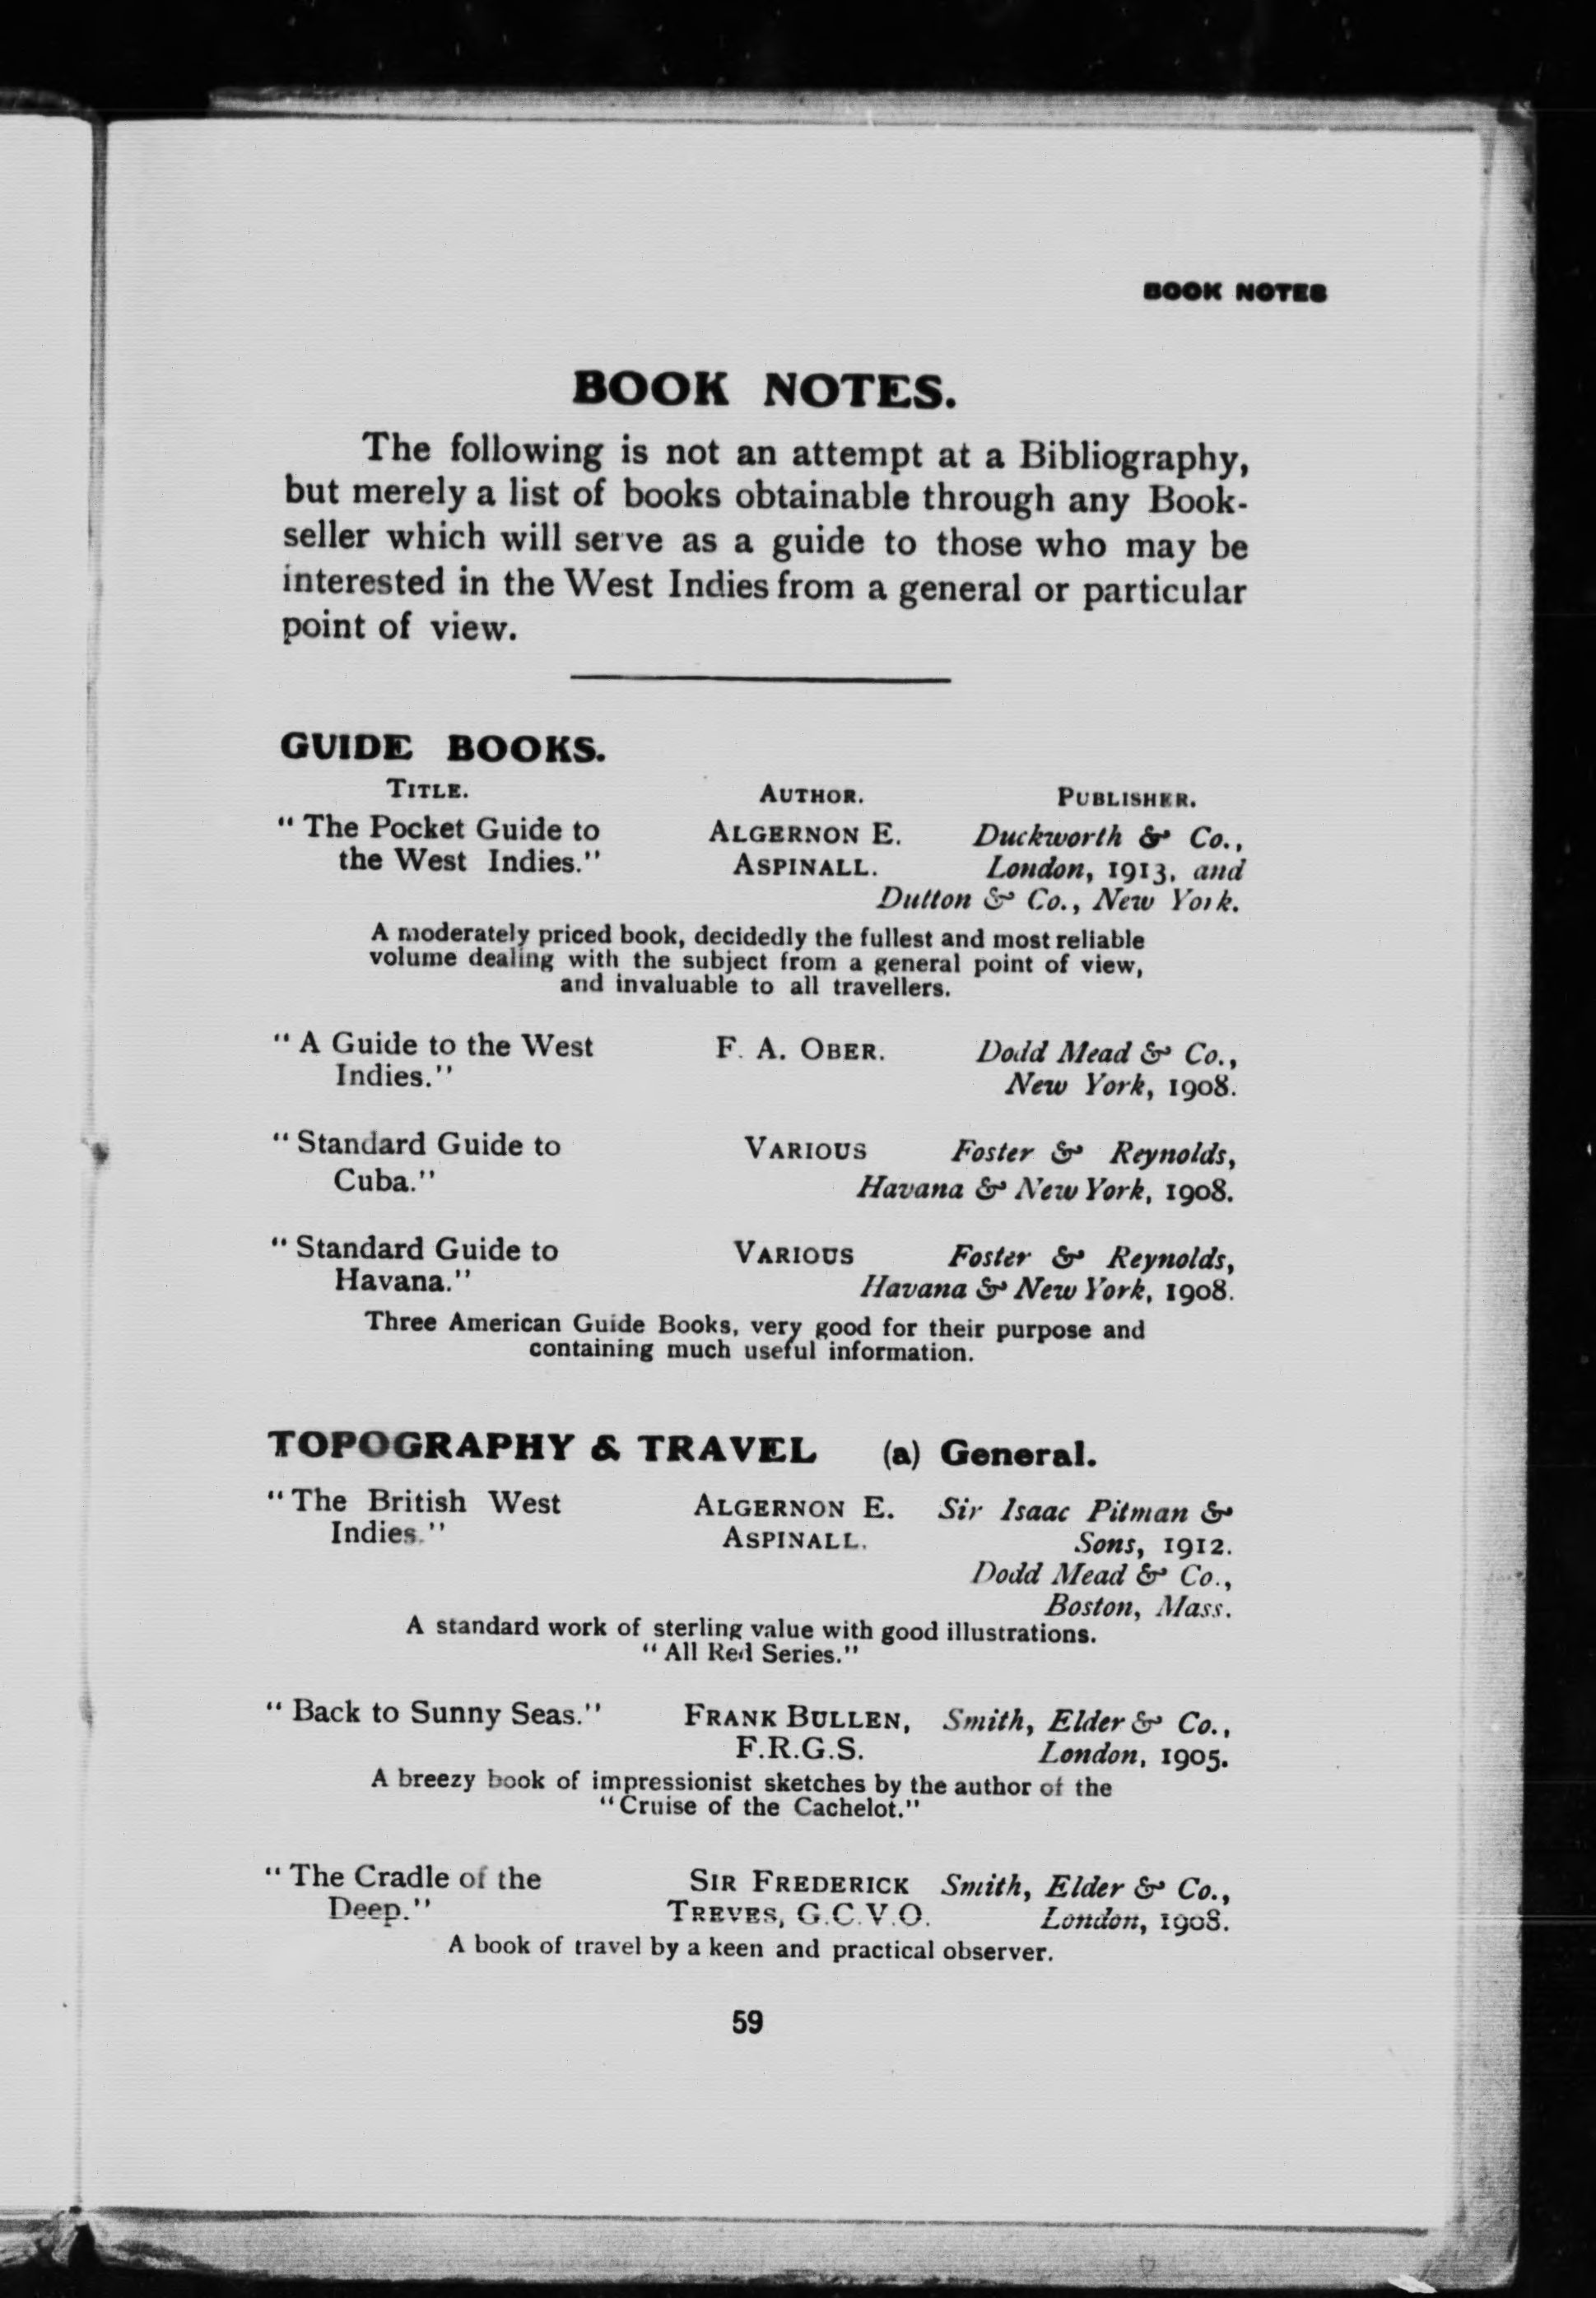 BOOK NOTES
BOOK NOTES.
The following is not an attempt at a Bibliography,
but merely a list of books obtainable through any Book-
seller which will serve as a guide to those who may be
interested in the West Indies from a general or particular
point of view.
GUIDE BOOKS.
TITLE. AUTHOR. PUBLISHER.
"The Pocket Guide to ALGERNON E. Duckworth & Co.,
the West Indies." ASPINALL. London, 1913, and
Dutton & Co., New York.
A moderately priced book, decidedly the fullest and most reliable
volume dealing with the subject from a general point of view,
and invaluable to all travellers.
"A Guide to the West F. A. OBER. Dodd Mead & Co.,
Indies." New York, 1908.
"Standard Guide to VARIOUS Foster & Reynolds,
Cuba." Havana & New York, 1908.
"Standard Guide to VARIOUS Foster & Reynolds,
Havana." Havana & New York, 1908.
Three American Guide Books, very good for their purpose and
containing much useful information.
TOPOGRAPHY & TRAVEL (a) General.
"The British West ALGERNON E. Sir Isaac Pitman &
Indies." ASPINALL. Sons, 1912.
Dodd Mead & Co.,
Boston, Mass.
A standard work of sterling value with good illustrations.
"All Red Series."
"Back to Sunny Seas." FRANK BULLEN, Smith, Elder & Co.,
F.R.G.S. London, 1905.
A breezy book of impressionist sketches by the author of the
"Cruise of the Cachelot."
"The Cradle of the SIR FREDERICK Smith, Elder & Co.,
Deep." TREVES, G.C.V.O. London, 1908.
A book of travel by a keen and practical observer.
59